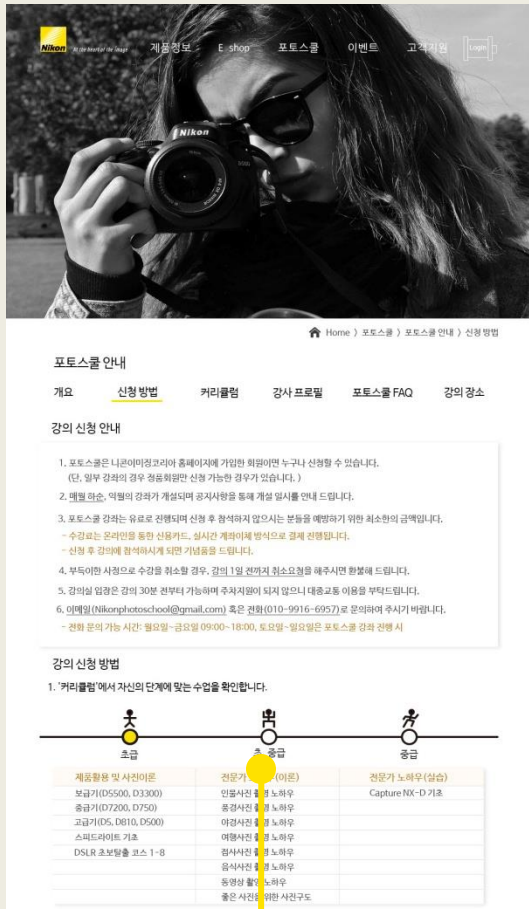 Nikon At the heart of the image 제품정보 E shop 포토스쿨 이벤트 고객지원 Login
Nikon
Home 〉 포토스쿨 〉 포토스쿨 안내 〉 신청 방법
포토스쿨 안내
개요 신청 방법 커리큘럼 강사 프로필 포토스쿨 FAQ 강의 장소
강의 신청 안내
1. 포토스쿨은 니콘이미징코리아 홈페이지에 가입한 회원이면 누구나 신청할 수 있습니다.
(단, 일부 강좌의 경우 정품회원만 신청 가능한 경우가 있습니다. )
2. 매월 하순, 익월의 강좌가 개설되며 공지사항을 통해 개설 일시를 안내 드립니다.
3. 포토스쿨 강좌는 유료로 진행되며 신청 후 참석하지 않으시는 분들을 예방하기 위한 최소한의 금액입니다.
- 수강료는 온라인을 통한 신용카드, 실시간 계좌이체 방식으로 결제 진행됩니다.
- 신청 후 강의에 참석하시게 되면 기념품을 드립니다.
4. 부득이한 사정으로 수강을 취소할 경우, 강의 1일 전까지 취소요청을 해주시면 환불해 드립니다.
5. 강의실 입장은 강의 30분 전부터 가능하며 주차지원이 되지 않으니 대중교통 이용을 부탁드립니다.
6. 이메일(Nikonphotoschool@gmail.com) 혹은 전화(010-9916-6957)로 문의하여 주시기 바랍니다.
- 전화 문의 가능 시간: 월요일~금요일 09:00~18:00, 토요일~일요일은 포토스쿨 강좌 진행 시
강의 신청 방법
1. '커리큘럼'에서 자신의 단계에 맞는 수업을 확인합니다.
초급 초 중급 중급
제품활용 및 사진이론 전문가 (이론) 전문가 노하우(실습)
보급기(D5500, D3300) 인물사진 촬영 노하우 Capture NX-D 기초
중급기(D7200, D750) 풍경사진 촬영 노하우
고급기(D5, D810, D500) 야경사진 촬영 노하우
스피드라이트 기초 여행사진 촬영 노하우
DSLR 초보탈출 코스 1-8 접사사진 촬영 노하우
음식사진 촬영 노하우
동영상 촬영 노하우
좋은 사진을 위한 사진구도